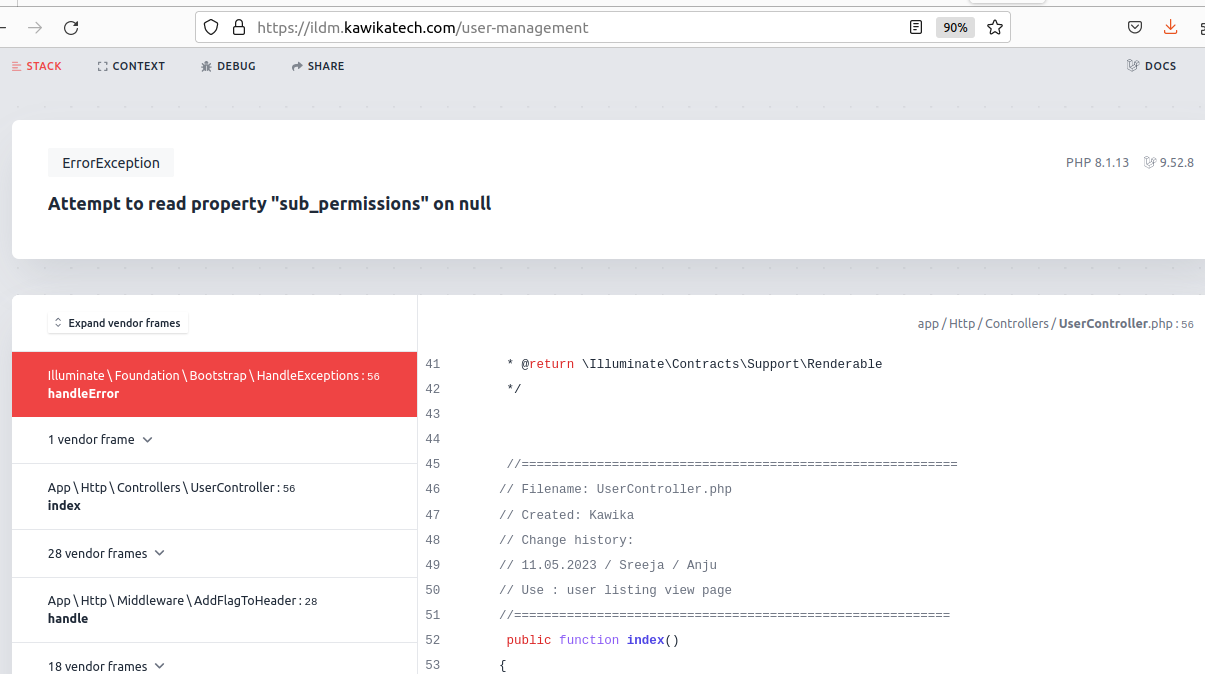 https://ildm.kawikatech.com/user-management
90%
STACK
CONTEXT
DEBUG
SHARE
DOCS
ErrorException
PHP 8.1.13
9.52.8
Attempt to read property "sub_permissions" on null
Expand vendor frames
Illuminate\Foundation\Bootstrap\HandleExceptions:56
handleError
1 vendor frame
App\Http\Controllers\UserController:56
index
28 vendor frames
App\Http\Middleware\AddFlagToHeader:28
handle
18 vendor frames
app/Http/Controllers/UserController.php:56
41 * @return \Illuminate\Contracts\Support\Renderable
42 */
43
44
45 //==========================================================
46 // Filename: UserController.php
47 // Created: Kawika
48 // Change history:
49 // 11.05.2023 / Sreeja / Anju
50 // Use : user listing view page
51 //==========================================================
52 public function index()
53 {